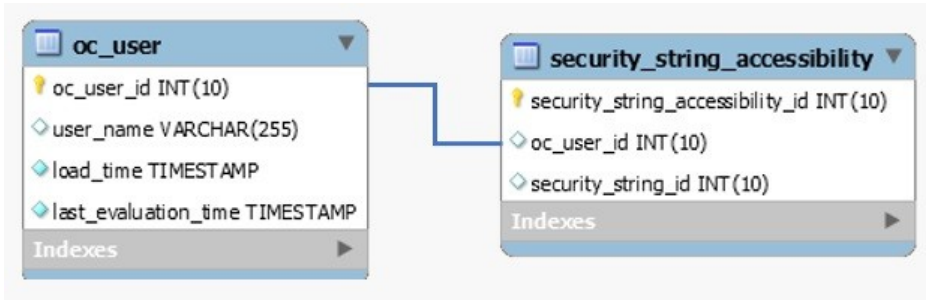 oc_user
oc_user_id INT(10)
user_name VARCHAR(255)
load_time TIMESTAMP
last_evaluation_time TIMESTAMP
Indexes
security_string_accessibility
security_string_accessibility_id INT(10)
oc_user_id INT(10)
security_string_id INT(10)
Indexes